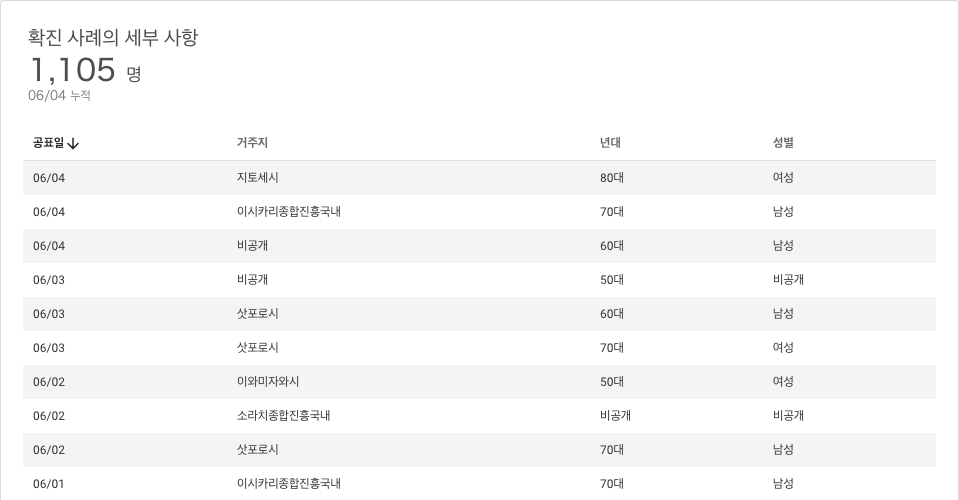 확진 사례의 세부 사항
1,105 명
06/04 누적
공표일 거주지 년대 성별
06/04 지토세시 80대 여성
06/04 이시카리종합진흥국내 70대 남성
06/04 비공개 60대 남성
06/03 비공개 50대 비공개
06/03 삿포로시 60대 남성
06/03 삿포로시 70대 여성
06/02 이와미자와시 50대 여성
06/02 소라치종합진흥국내 비공개 비공개
06/02 삿포로시 70대 남성
06/01 이시카리종합진흥국내 70대 남성